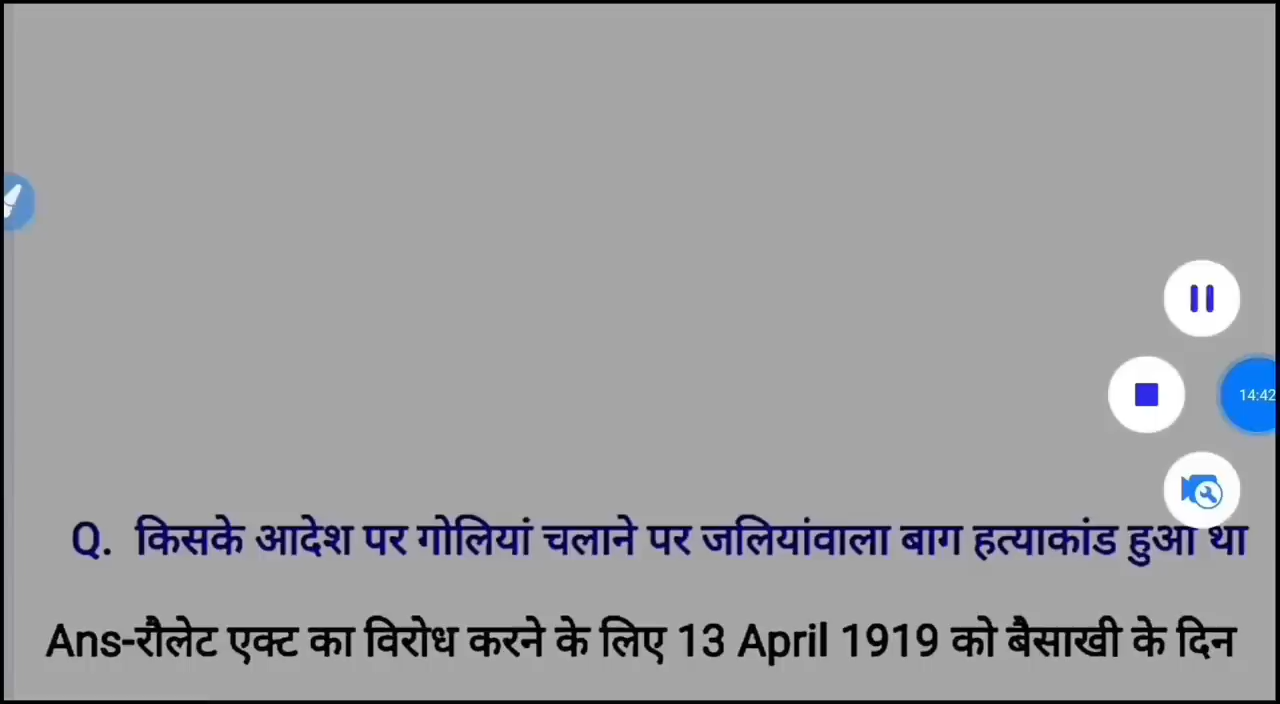 14:42
Q. किसके आदेश पर गोलियां चलाने पर जलियांवाला बाग हत्याकांड हुआ था
Ans-रौलेट एक्ट का विरोध करने के लिए 13 April 1919 को बैसाखी के दिन